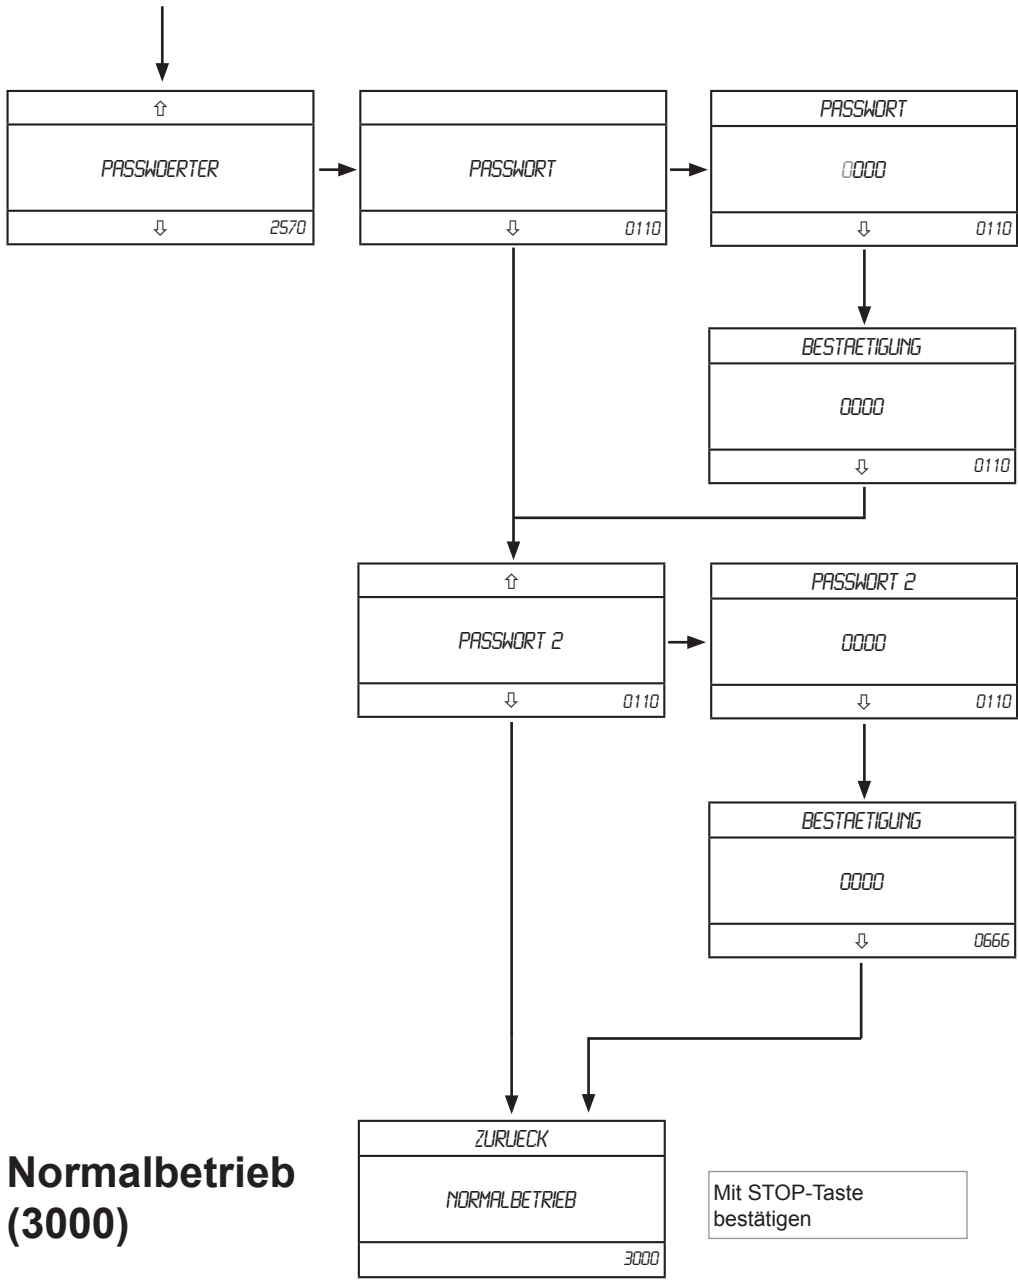 ⇧
PASSWOERTER
⇩ 2570
PASSWORT
⇩ 0110
PASSWORT
0000
⇩ 0110
BESTAETIGUNG
0000
⇩ 0110
⇧
PASSWORT 2
⇩ 0110
PASSWORT 2
0000
⇩ 0110
BESTAETIGUNG
0000
⇩ 0666
ZURUECK
NORMALBETRIEB
3000
Normalbetrieb
(3000)
Mit STOP-Taste
bestätigen